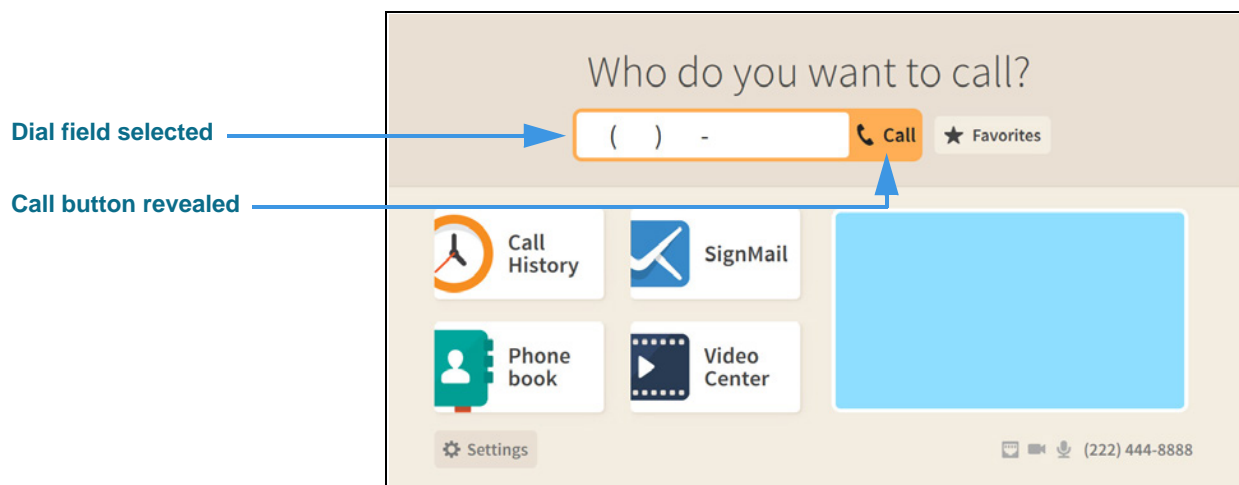 Who do you want to call?
Dial field selected
( ) -
Call
Favorites
Call button revealed
Call
History
SignMail
Phone
book
Video
Center
Settings
(222) 444-8888